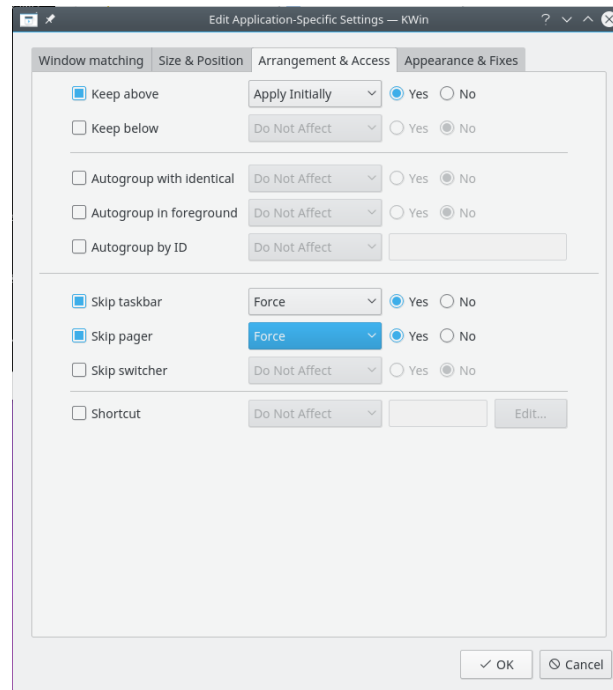 Edit Application-Specific Settings — KWin ?
Window matching Size & Position Arrangement & Access Appearance & Fixes
Keep above Apply Initially Yes No
Keep below Do Not Affect Yes No
Autogroup with identical Do Not Affect Yes No
Autogroup in foreground Do Not Affect Yes No
Autogroup by ID Do Not Affect
Skip taskbar Force Yes No
Skip pager Force Yes No
Skip switcher Do Not Affect Yes No
Shortcut Do Not Affect Edit...
OK Cancel